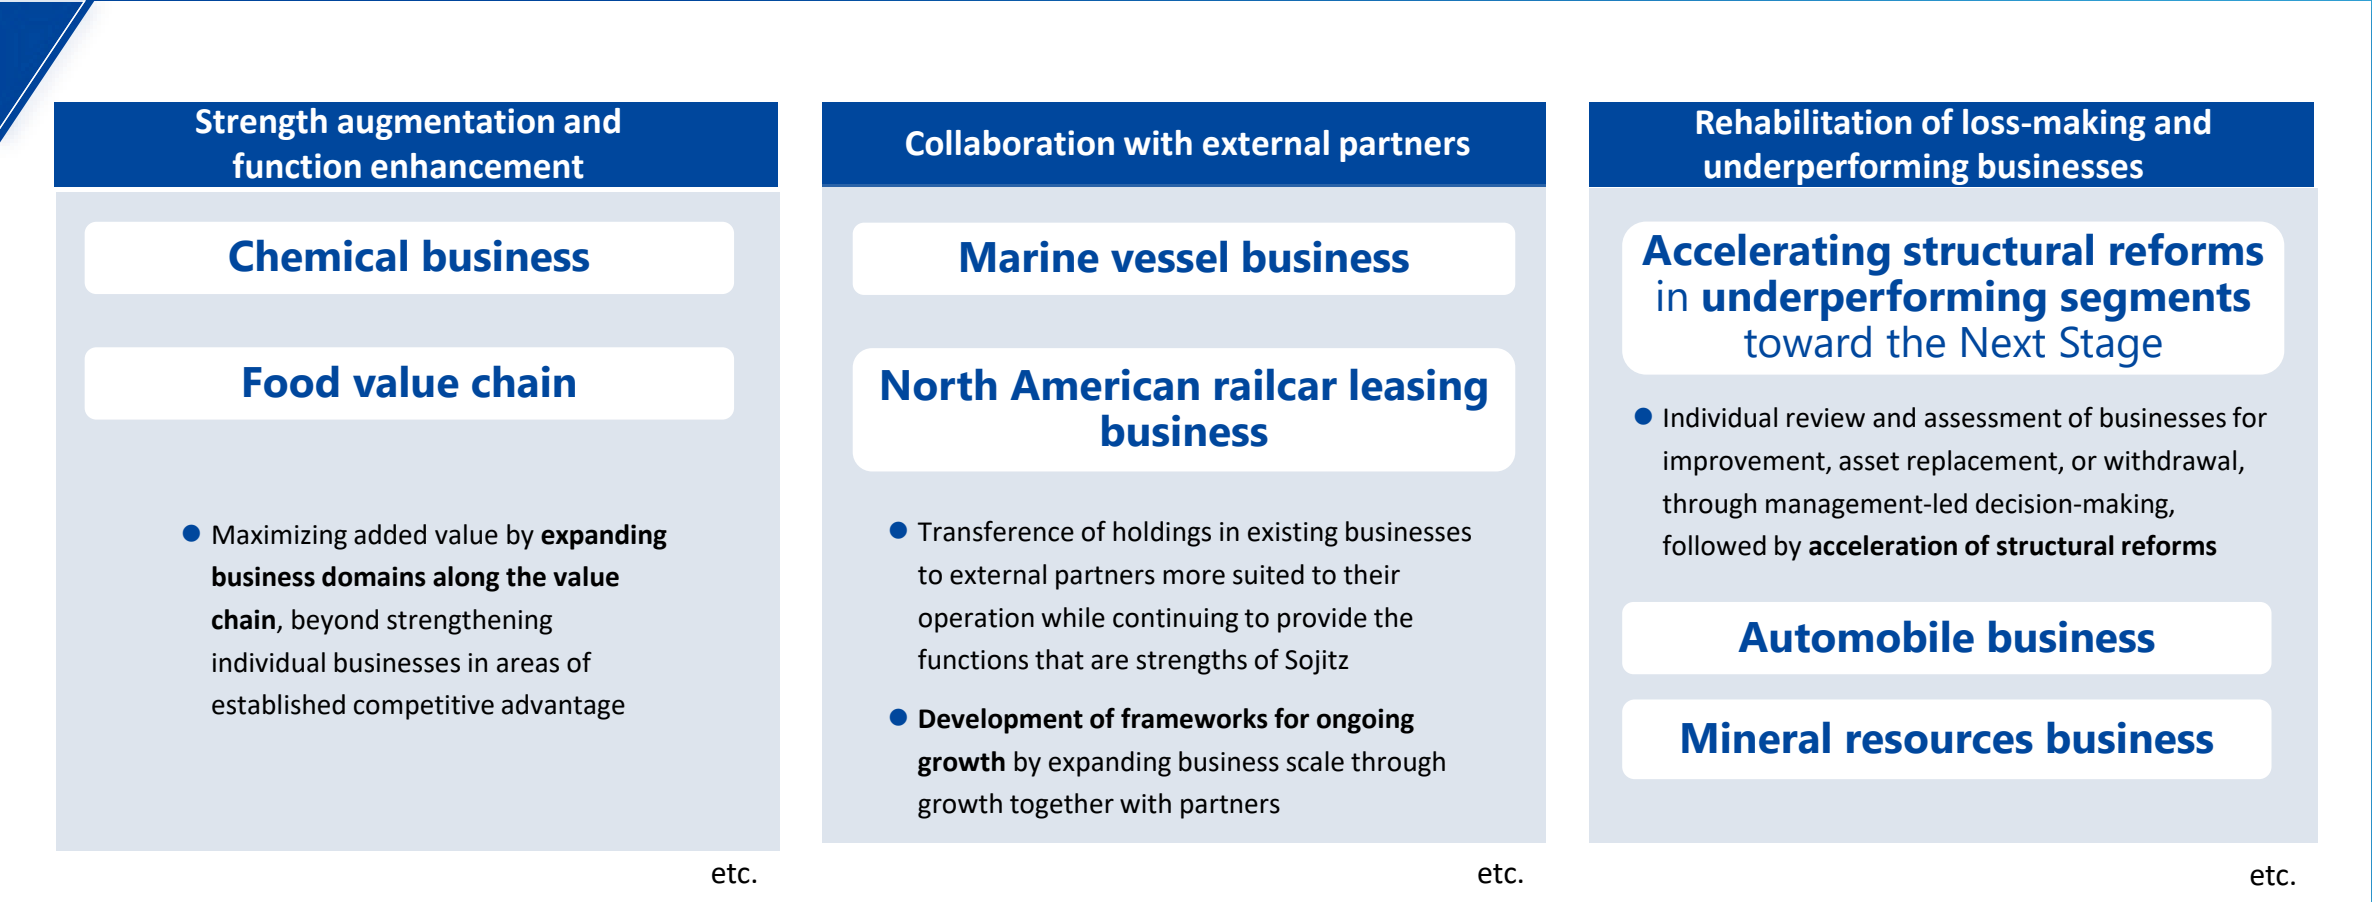 Strength augmentation and
function enhancement
Chemical business
Food value chain
● Maximizing added value by expanding
business domains along the value
chain, beyond strengthening
individual businesses in areas of
established competitive advantage
etc.
Collaboration with external partners
Marine vessel business
North American railcar leasing
business
● Transference of holdings in existing businesses
to external partners more suited to their
operation while continuing to provide the
functions that are strengths of Sojitz
● Development of frameworks for ongoing
growth by expanding business scale through
growth together with partners
etc.
Rehabilitation of loss-making and
underperforming businesses
Accelerating structural reforms
in underperforming segments
toward the Next Stage
● Individual review and assessment of businesses for
improvement, asset replacement, or withdrawal,
through management-led decision-making,
followed by acceleration of structural reforms
Automobile business
Mineral resources business
etc.